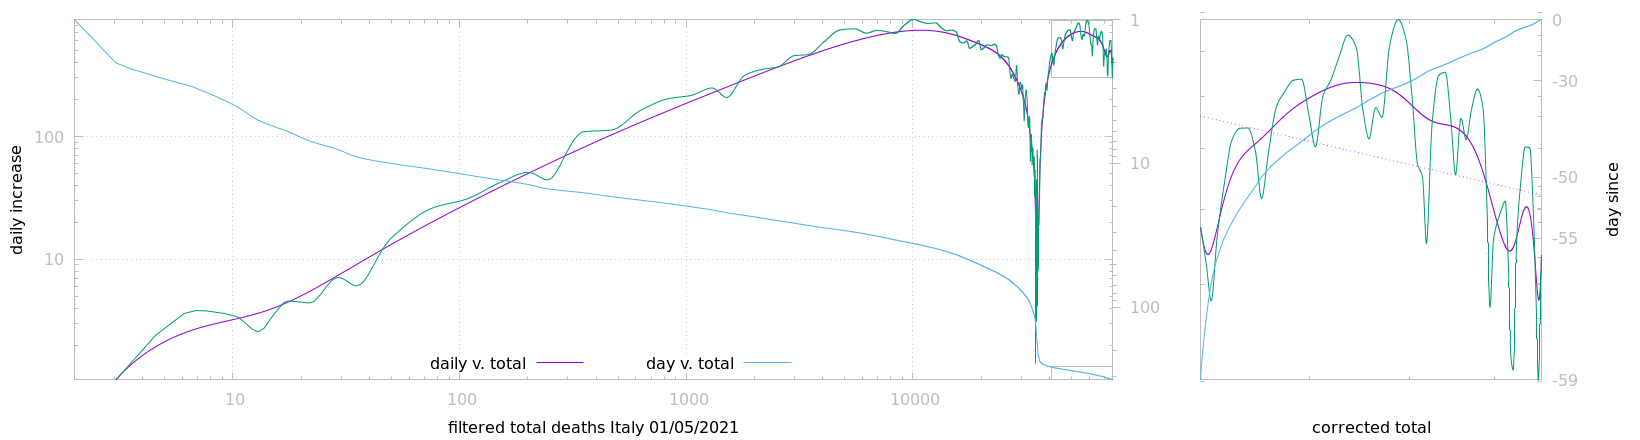 daily increase
100
10
daily v. total
day v. total
10
100
1000
10000
filtered total deaths Italy 01/05/2021
1
10
100
0
-30
-50
-55
-59
day since
corrected total